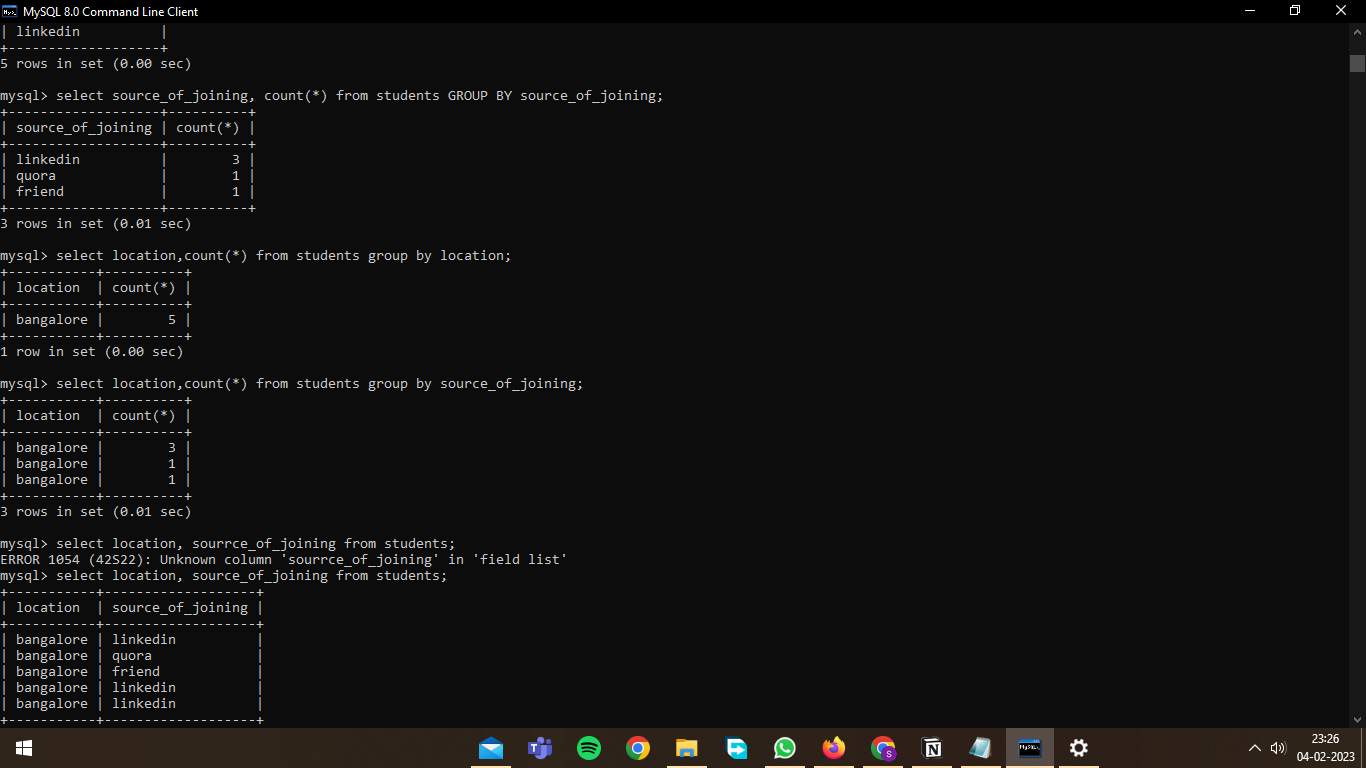 MySQL 8.0 Command Line Client
| linkedin          |
+-------------------+
5 rows in set (0.00 sec)
mysql> select source_of_joining, count(*) from students GROUP BY source_of_joining;
+-------------------+----------+
| source_of_joining | count(*) |
+-------------------+----------+
| linkedin          |        3 |
| quora             |        1 |
| friend            |        1 |
+-------------------+----------+
3 rows in set (0.01 sec)
mysql> select location,count(*) from students group by location;
+-----------+----------+
| location  | count(*) |
+-----------+----------+
| bangalore |        5 |
+-----------+----------+
1 row in set (0.00 sec)
mysql> select location,count(*) from students group by source_of_joining;
+-----------+----------+
| location  | count(*) |
+-----------+----------+
| bangalore |        3 |
| bangalore |        1 |
| bangalore |        1 |
+-----------+----------+
3 rows in set (0.01 sec)
mysql> select location, sourrce_of_joining from students;
ERROR 1054 (42S22): Unknown column 'sourrce_of_joining' in 'field list'
mysql> select location, source_of_joining from students;
+-----------+-------------------+
| location  | source_of_joining |
+-----------+-------------------+
| bangalore | linkedin          |
| bangalore | quora             |
| bangalore | friend            |
| bangalore | linkedin          |
| bangalore | linkedin          |
+-----------+-------------------+
23:26
04-02-2023